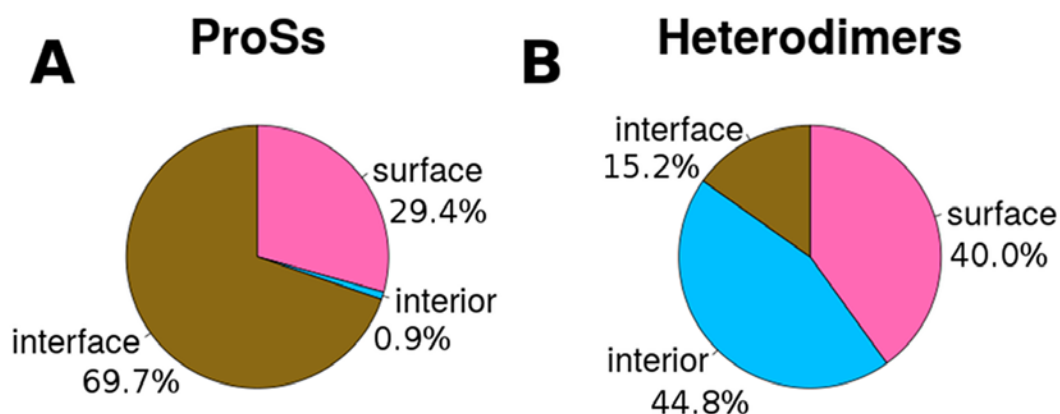 A
ProSs
surface
29.4%
interior
0.9%
interface
69.7%
B
Heterodimers
interface
15.2%
surface
40.0%
interior
44.8%